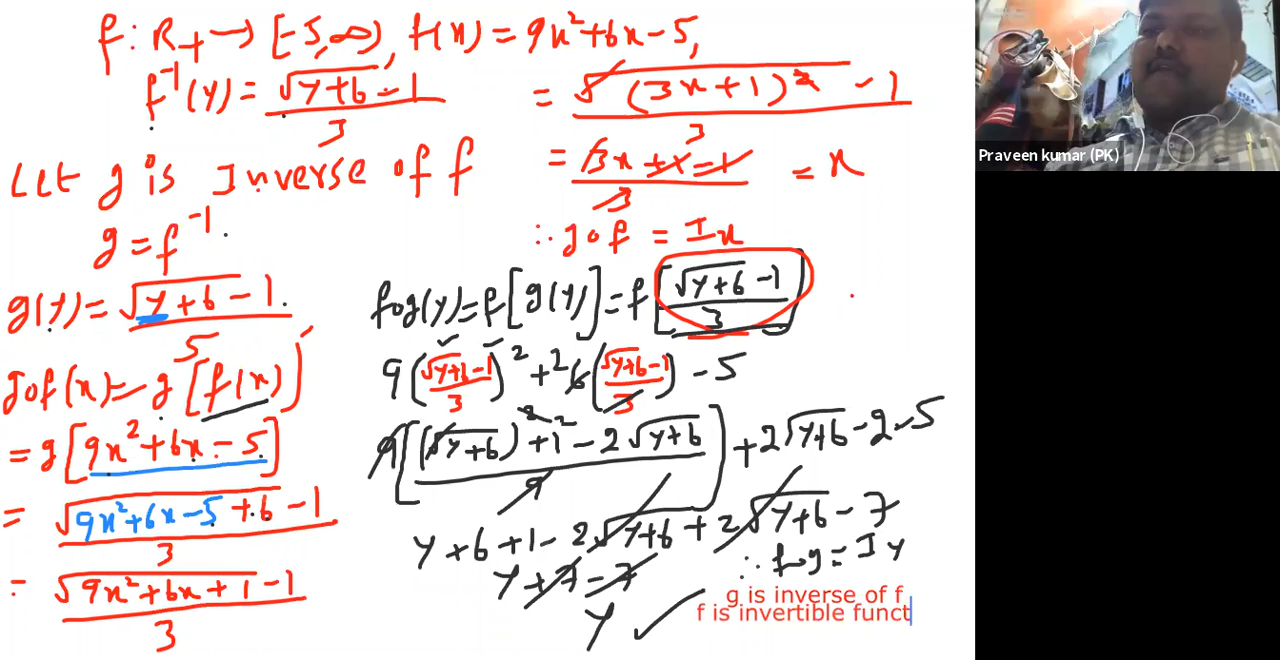 f : R₊ → [-5, ∞), f(x) = 9x² + 6x - 5,
f⁻¹(y) = (√(y+6) - 1)/3
Let g is Inverse of f
g = f⁻¹
g(y) = (√(y+6) - 1)/5
gof(x) = g[f(x)]
= g[9x² + 6x - 5]
= (√(9x² + 6x - 5 + 6) - 1)/3
= (√(9x² + 6x + 1) - 1)/3
= (√(3x+1)² - 1)/3
= (3x + 1 - 1)/3 = x
∴ gof = Ix
fog(y) = f[g(y)] = f[(√(y+6) - 1)/3]
9((√(y+6) - 1)/3)² + 2 6((√(y+6) - 1)/3) - 5
9[((√(y+6))² + 1² - 2√(y+6))/9] + 2√(y+6) - 2 - 5
y + 6 + 1 - 2√(y+6) + 2√(y+6) - 7
y + 7 - 7
∴ fog = Iy
y ✓
g is inverse of f
f is invertible funct
Praveen kumar (PK)